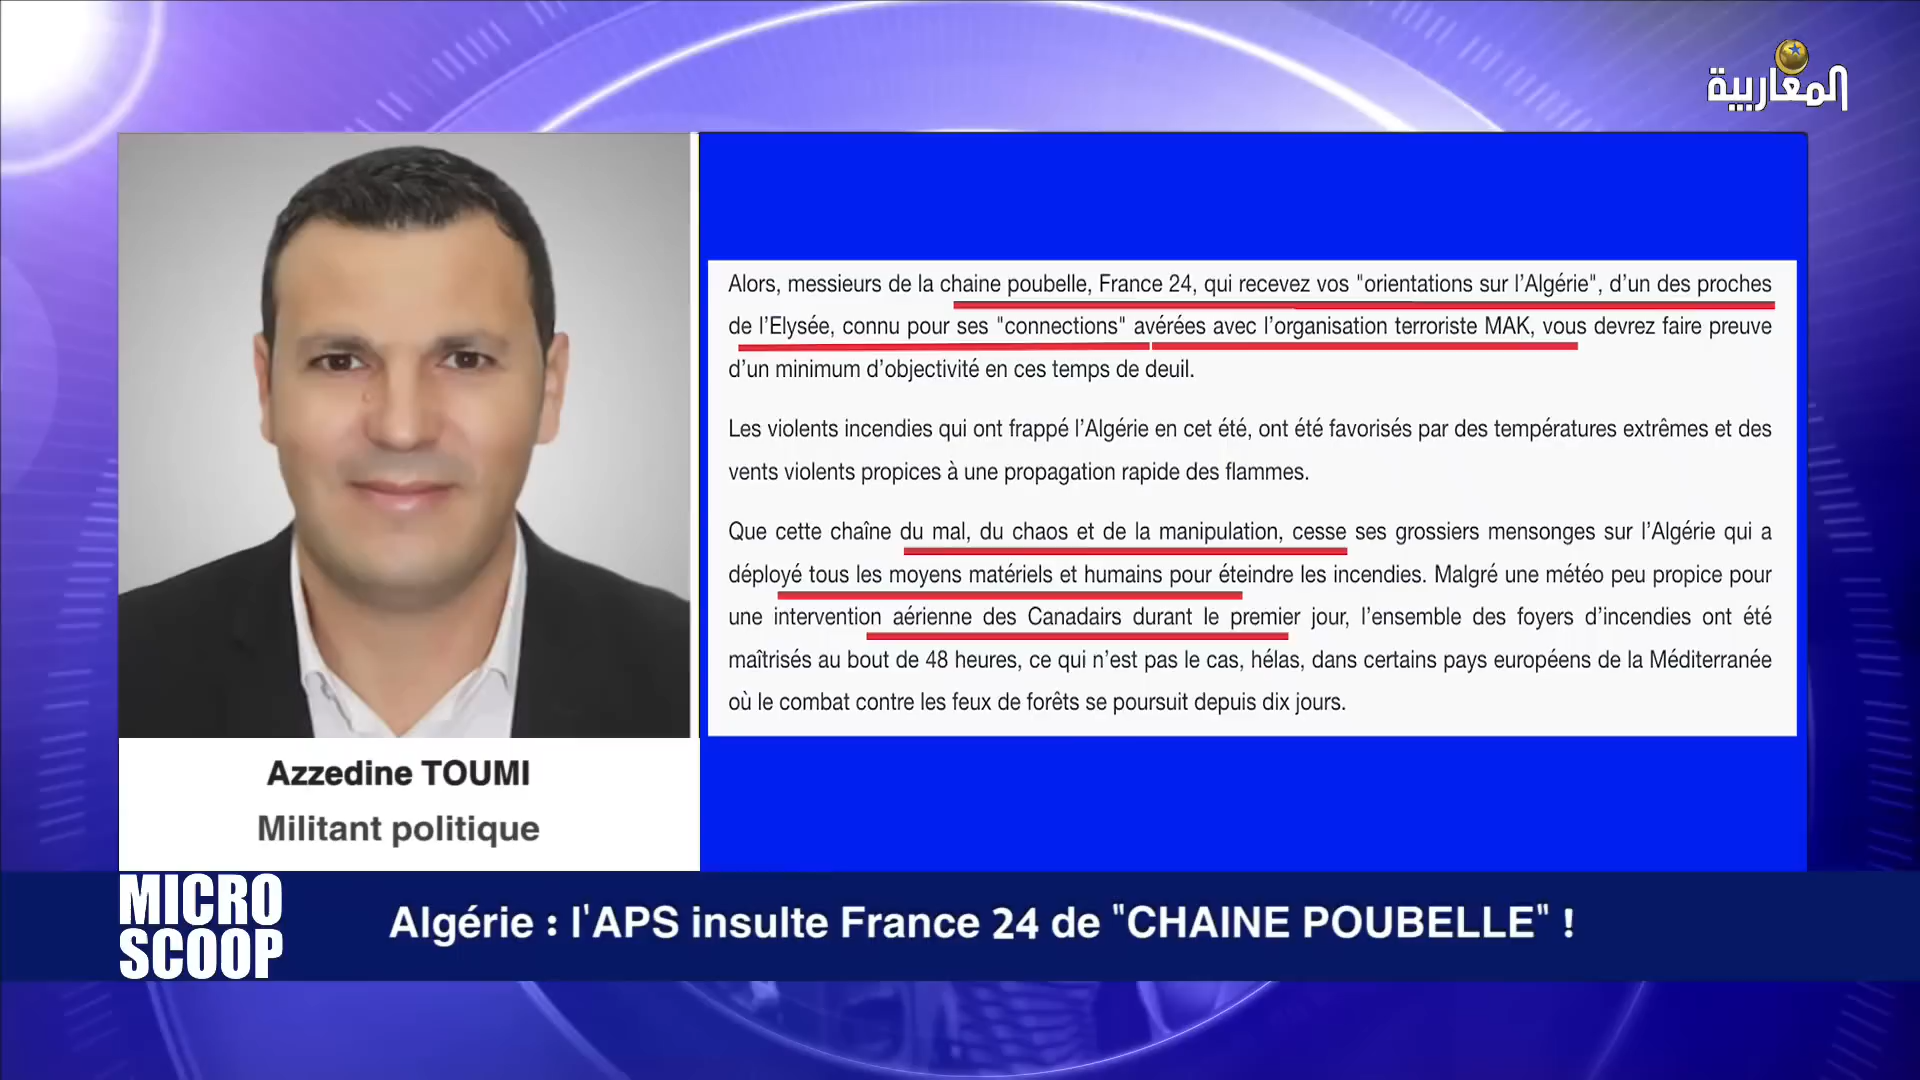 المغاربية
Alors, messieurs de la chaine poubelle, France 24, qui recevez vos "orientations sur l’Algérie", d’un des proches
de l’Elysée, connu pour ses "connections" avérées avec l’organisation terroriste MAK, vous devrez faire preuve
d’un minimum d’objectivité en ces temps de deuil.
Les violents incendies qui ont frappé l’Algérie en cet été, ont été favorisés par des températures extrêmes et des
vents violents propices à une propagation rapide des flammes.
Que cette chaîne du mal, du chaos et de la manipulation, cesse ses grossiers mensonges sur l’Algérie qui a
déployé tous les moyens matériels et humains pour éteindre les incendies. Malgré une météo peu propice pour
une intervention aérienne des Canadairs durant le premier jour, l’ensemble des foyers d’incendies ont été
maîtrisés au bout de 48 heures, ce qui n’est pas le cas, hélas, dans certains pays européens de la Méditerranée
où le combat contre les feux de forêts se poursuit depuis dix jours.
Azzedine TOUMI
Militant politique
MICRO
SCOOP
Algérie : l'APS insulte France 24 de "CHAINE POUBELLE" !